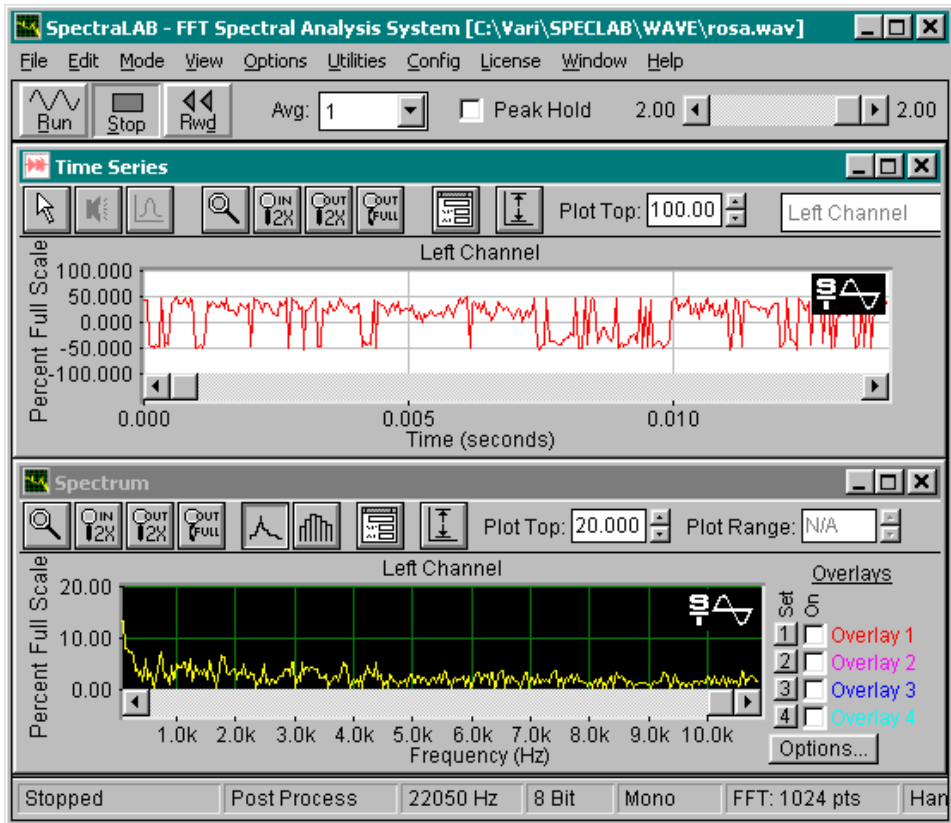 SpectraLAB - FFT Spectral Analysis System [C:\Vari\SPECLAB\WAVE\rosa.wav]
File Edit Mode View Options Utilities Config License Window Help
Run Stop Rwd Avg: 1 Peak Hold 2.00 2.00
Time Series
IN 2X OUT 2X OUT FULL Plot Top: 100.00 Left Channel
Left Channel
Percent Full Scale
100.000
50.000
0.000
-50.000
-100.000
0.000 0.005 0.010
Time (seconds)
Spectrum
IN 2X OUT 2X OUT FULL Plot Top: 20.000 Plot Range: N/A
Left Channel
Percent Full Scale
20.00
10.00
0.00
1.0k 2.0k 3.0k 4.0k 5.0k 6.0k 7.0k 8.0k 9.0k 10.0k
Frequency (Hz)
Overlays
Set On
1 Overlay 1
2 Overlay 2
3 Overlay 3
4 Overlay 4
Options...
Stopped Post Process 22050 Hz 8 Bit Mono FFT: 1024 pts Han